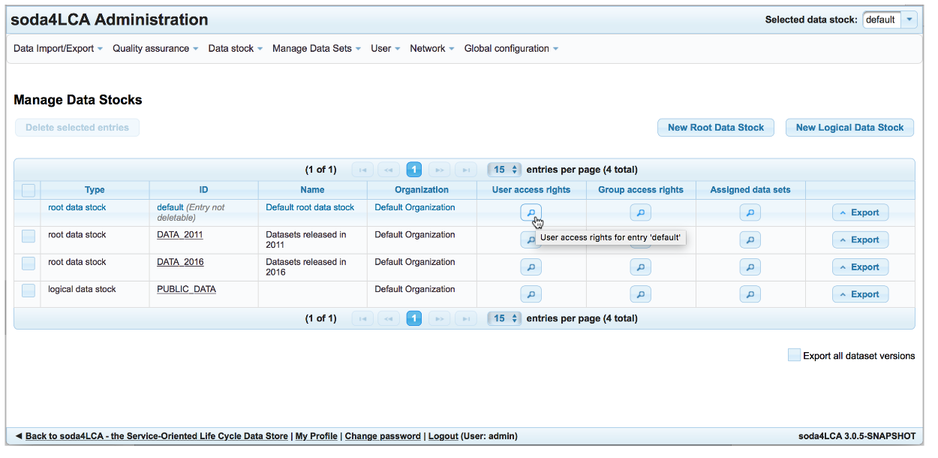 soda4LCA Administration
Selected data stock: default
Data Import/Export Quality assurance Data stock Manage Data Sets User Network Global configuration
Manage Data Stocks
Delete selected entries
New Root Data Stock New Logical Data Stock
(1 of 1) 1 15 entries per page (4 total)
Type ID Name Organization User access rights Group access rights Assigned data sets
root data stock default (Entry not deletable) Default root data stock Default Organization Export
User access rights for entry 'default'
root data stock DATA_2011 Datasets released in 2011 Default Organization Export
root data stock DATA_2016 Datasets released in 2016 Default Organization Export
logical data stock PUBLIC_DATA Default Organization Export
(1 of 1) 1 15 entries per page (4 total)
Export all dataset versions
Back to soda4LCA - the Service-Oriented Life Cycle Data Store | My Profile | Change password | Logout (User: admin)
soda4LCA 3.0.5-SNAPSHOT